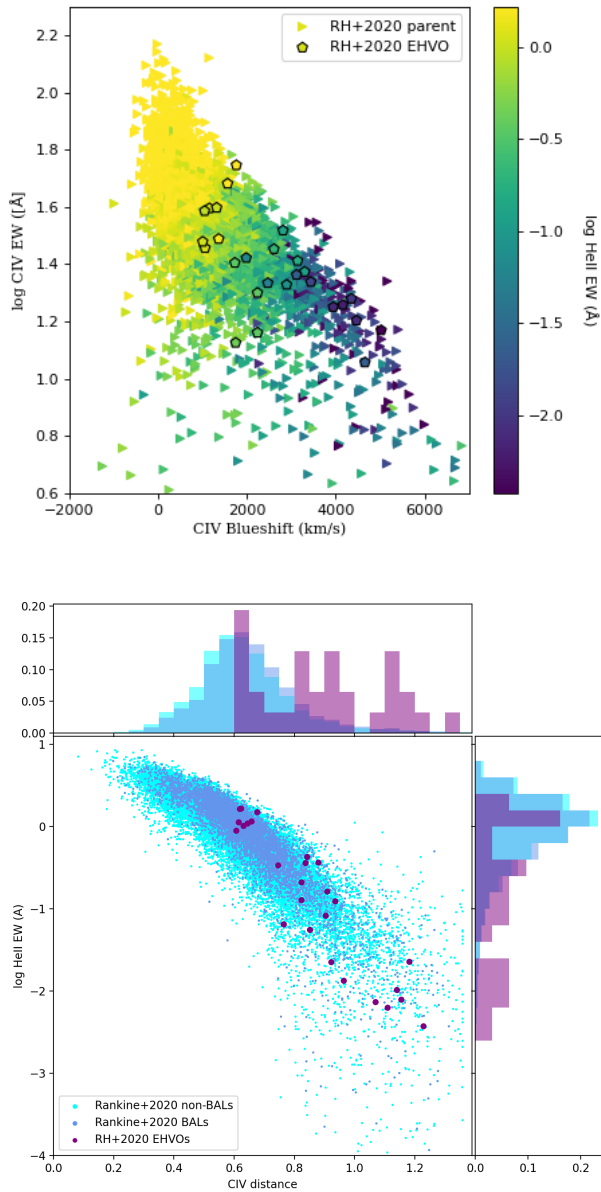 RH+2020 parent
RH+2020 EHVO
2.2
2.0
1.8
1.6
1.4
1.2
1.0
0.8
0.6
log CIV EW ([Å]
−2000 0 2000 4000 6000
CIV Blueshift (km/s)
0.0
−0.5
−1.0
−1.5
−2.0
log HeII EW (Å)
0.20
0.15
0.10
0.05
0.00
1
0
−1
−2
−3
−4
log HeII EW (A)
Rankine+2020 non-BALs
Rankine+2020 BALs
RH+2020 EHVOs
0.0 0.2 0.4 0.6 0.8 1.0 1.2
CIV distance
0.0 0.1 0.2